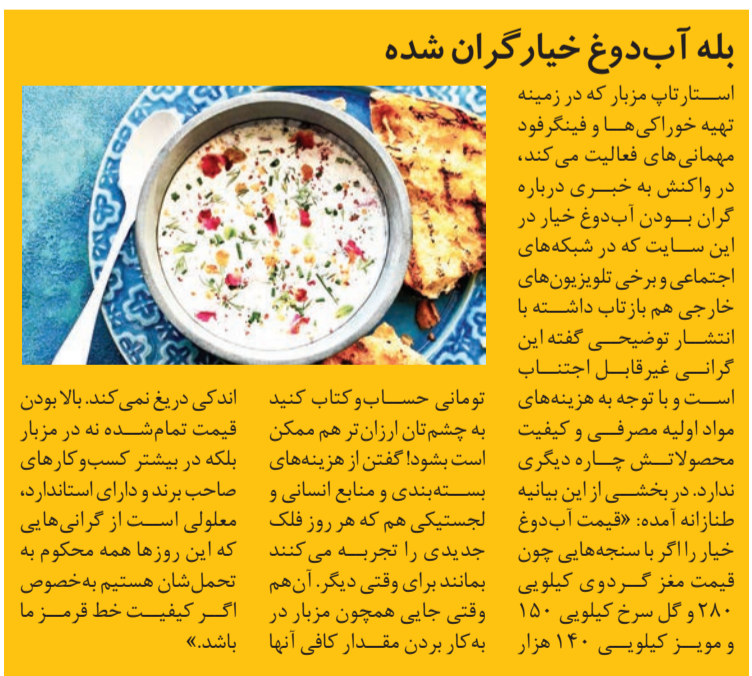 بله آب‌دوغ خیار گران شده
استارتاپ مزبار که در زمینه
تهیه خوراکی‌ها و فینگرفود
مهمانی‌های فعالیت می‌کند،
در واکنش به خبری درباره
گران بودن آب‌دوغ خیار در
این سایت که در شبکه‌های
اجتماعی و برخی تلویزیون‌های
خارجی هم بازتاب داشته با
انتشار توضیحی گفته این
گرانی غیرقابل اجتناب
است و با توجه به هزینه‌های
مواد اولیه مصرفی و کیفیت
محصولاتش چاره دیگری
ندارد. در بخشی از این بیانیه
طنازانه آمده: «قیمت آب‌دوغ
خیار را اگر با سنجه‌هایی چون
قیمت مغز گردوی کیلویی
۲۸۰ و گل سرخ کیلویی ۱۵۰
و مویز کیلویی ۱۴۰ هزار
تومانی حساب‌و‌کتاب کنید
به چشم‌تان ارزان‌تر هم ممکن
است بشود! گفتن از هزینه‌های
بسته‌بندی و منابع انسانی و
لجستیکی هم که هر روز فلک
جدیدی را تجربه می‌کنند
بمانند برای وقتی دیگر. آن‌هم
وقتی جایی همچون مزبار در
به‌کار بردن مقدار کافی آنها
اندکی دریغ نمی‌کند. بالا بودن
قیمت تمام‌شده نه در مزبار
بلکه در بیشتر کسب‌وکارهای
صاحب برند و دارای استاندارد،
معلولی است از گرانی‌هایی
که این روزها همه محکوم به
تحمل‌شان هستیم به‌خصوص
اگر کیفیت خط قرمز ما
باشد.»